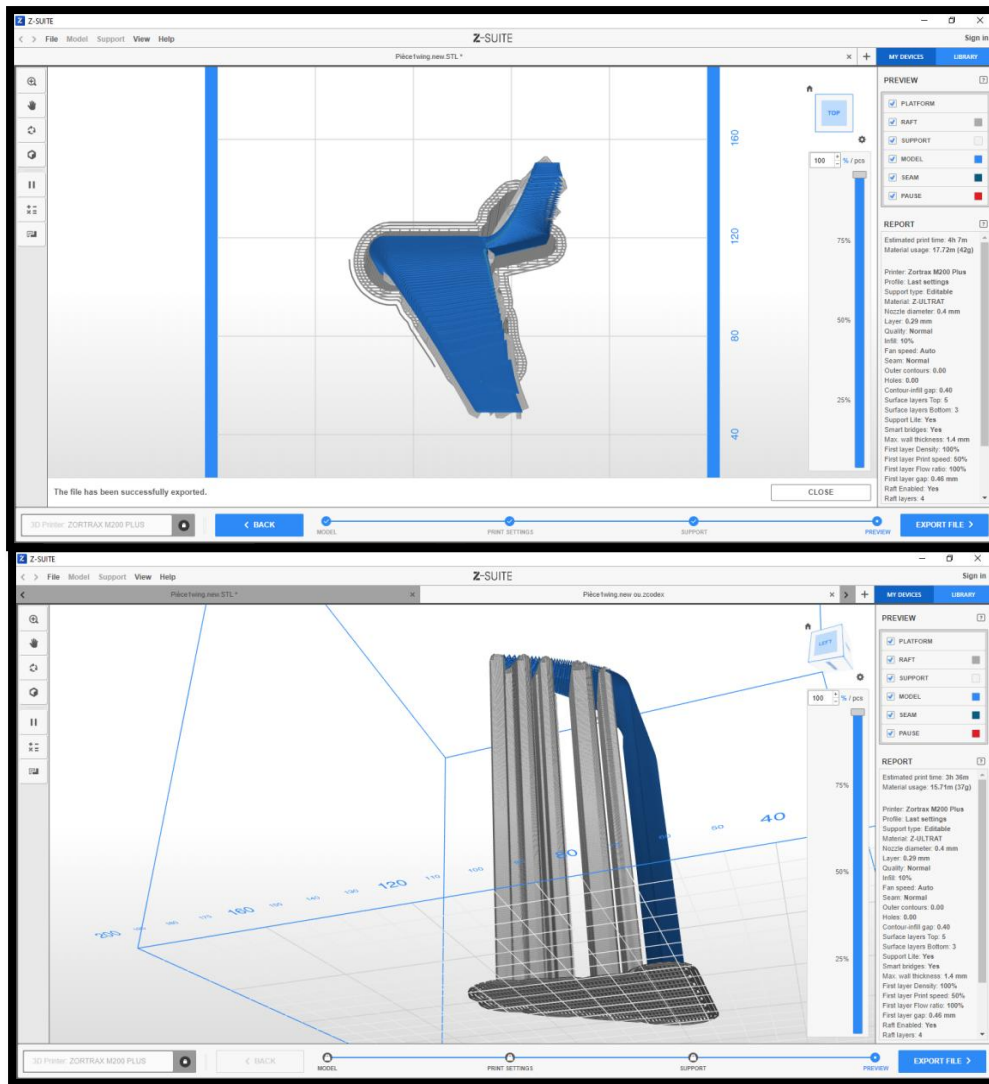 Z-SUITE
File Model Support View Help
Z-SUITE
Sign in
Pièce1wing.new.STL *
MY DEVICES
LIBRARY
PREVIEW
PLATFORM
RAFT
SUPPORT
MODEL
SEAM
PAUSE
TOP
100 % / pcs
75%
50%
25%
160
120
80
40
REPORT
Estimated print time: 4h 7m
Material usage: 17.72m (42g)
Printer: Zortrax M200 Plus
Profile: Last settings
Support type: Editable
Material: Z-ULTRAT
Nozzle diameter: 0.4 mm
Layer: 0.29 mm
Quality: Normal
Infill: 10%
Fan speed: Auto
Seam: Normal
Outer contours: 0.00
Holes: 0.00
Contour-infill gap: 0.40
Surface layers Top: 5
Surface layers Bottom: 3
Support Lite: Yes
Smart bridges: Yes
Max. wall thickness: 1.4 mm
First layer Density: 100%
First layer Print speed: 50%
First layer Flow ratio: 100%
First layer gap: 0.46 mm
Raft Enabled: Yes
Raft layers: 4
The file has been successfully exported.
CLOSE
3D Printer: ZORTRAX M200 PLUS
BACK
MODEL
PRINT SETTINGS
SUPPORT
PREVIEW
EXPORT FILE
Z-SUITE
File Model Support View Help
Z-SUITE
Sign in
Pièce1wing.new.STL *
Pièce1wing.new ou.zcodex
MY DEVICES
LIBRARY
PREVIEW
PLATFORM
RAFT
SUPPORT
MODEL
SEAM
PAUSE
LEFT
100 % / pcs
75%
50%
25%
200
160
130
120
110
100
80
50
40
REPORT
Estimated print time: 3h 36m
Material usage: 15.71m (37g)
Printer: Zortrax M200 Plus
Profile: Last settings
Support type: Editable
Material: Z-ULTRAT
Nozzle diameter: 0.4 mm
Layer: 0.29 mm
Quality: Normal
Infill: 10%
Fan speed: Auto
Seam: Normal
Outer contours: 0.00
Holes: 0.00
Contour-infill gap: 0.40
Surface layers Top: 5
Surface layers Bottom: 3
Support Lite: Yes
Smart bridges: Yes
Max. wall thickness: 1.4 mm
First layer Density: 100%
First layer Print speed: 50%
First layer Flow ratio: 100%
First layer gap: 0.46 mm
Raft Enabled: Yes
Raft layers: 4
3D Printer: ZORTRAX M200 PLUS
BACK
MODEL
PRINT SETTINGS
SUPPORT
PREVIEW
EXPORT FILE